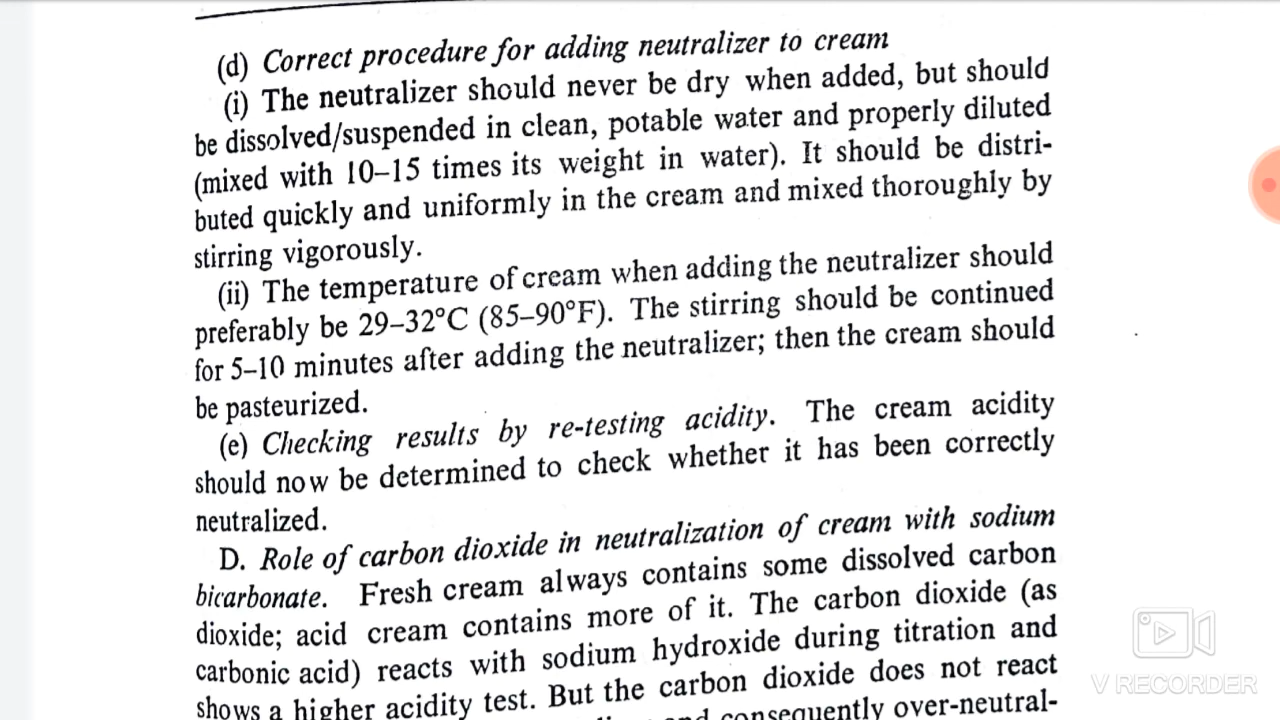 (d) Correct procedure for adding neutralizer to cream
(i) The neutralizer should never be dry when added, but should
be dissolved/suspended in clean, potable water and properly diluted
(mixed with 10–15 times its weight in water). It should be distri-
buted quickly and uniformly in the cream and mixed thoroughly by
stirring vigorously.
(ii) The temperature of cream when adding the neutralizer should
preferably be 29–32°C (85–90°F). The stirring should be continued
for 5–10 minutes after adding the neutralizer; then the cream should
be pasteurized.
(e) Checking results by re-testing acidity. The cream acidity
should now be determined to check whether it has been correctly
neutralized.
D. Role of carbon dioxide in neutralization of cream with sodium
bicarbonate. Fresh cream always contains some dissolved carbon
dioxide; acid cream contains more of it. The carbon dioxide (as
carbonic acid) reacts with sodium hydroxide during titration and
shows a higher acidity test. But the carbon dioxide does not react
and consequently over-neutral-
V RECORDER